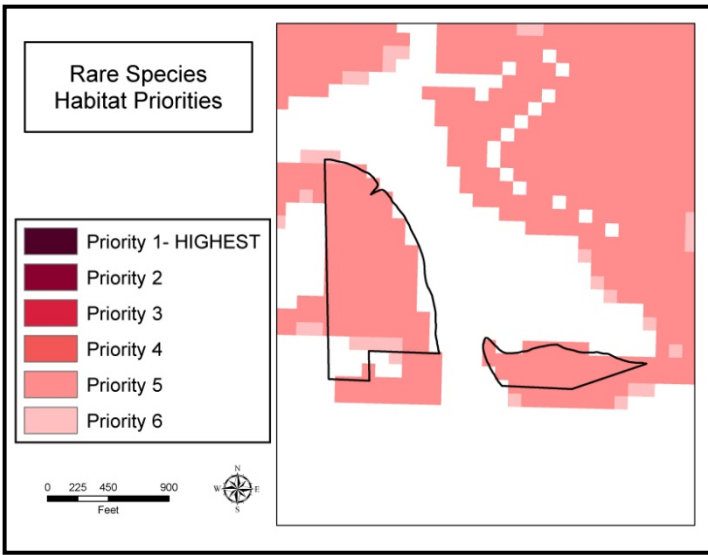 Rare Species
Habitat Priorities
Priority 1- HIGHEST
Priority 2
Priority 3
Priority 4
Priority 5
Priority 6
0 225 450 900
Feet
N
W E
S